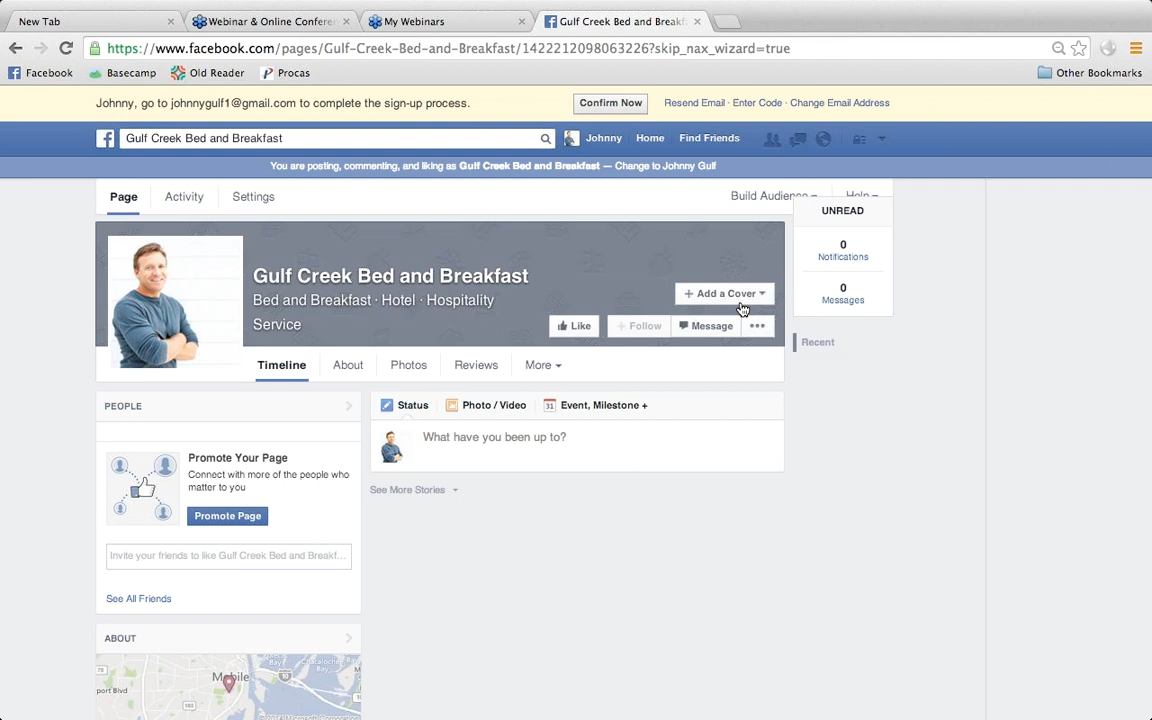 New Tab
Webinar & Online Conferen
My Webinars
Gulf Creek Bed and Breakf
https://www.facebook.com/pages/Gulf-Creek-Bed-and-Breakfast/1422212098063226?skip_nax_wizard=true
Facebook Basecamp Old Reader Procas Other Bookmarks
Johnny, go to johnnygulf1@gmail.com to complete the sign-up process. Confirm Now Resend Email · Enter Code · Change Email Address
Gulf Creek Bed and Breakfast Johnny Home Find Friends
You are posting, commenting, and liking as Gulf Creek Bed and Breakfast — Change to Johnny Gulf
Page Activity Settings Build Audience Help
UNREAD
0
Notifications
0
Messages
Recent
Gulf Creek Bed and Breakfast
Bed and Breakfast · Hotel · Hospitality
Service
+ Add a Cover
Like + Follow Message •••
Timeline About Photos Reviews More
PEOPLE
Promote Your Page
Connect with more of the people who
matter to you
Promote Page
Invite your friends to like Gulf Creek Bed and Breakf...
See All Friends
ABOUT
Mobile
port Blvd
Status Photo / Video 31 Event, Milestone +
What have you been up to?
See More Stories